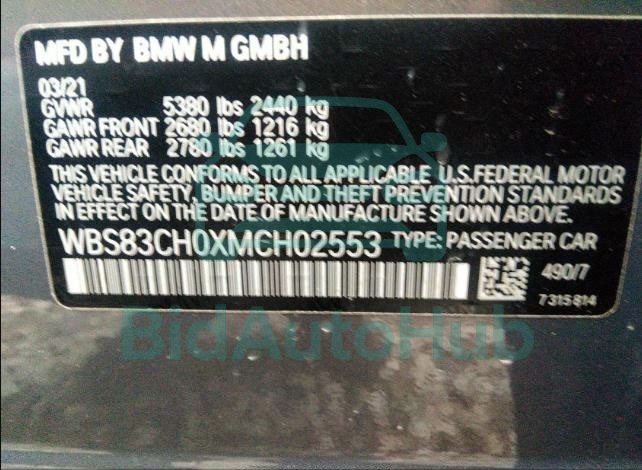 MFD BY BMW M GMBH
03/21
GVWR 5380 lbs 2440 kg
GAWR FRONT 2680 lbs 1216 kg
GAWR REAR 2780 lbs 1261 kg
THIS VEHICLE CONFORMS TO ALL APPLICABLE U.S.FEDERAL MOTOR
VEHICLE SAFETY, BUMPER AND THEFT PREVENTION STANDARDS
IN EFFECT ON THE DATE OF MANUFACTURE SHOWN ABOVE.
WBS83CH0XMCH02553 TYPE: PASSENGER CAR
490/7
7315814
BidAutoHub